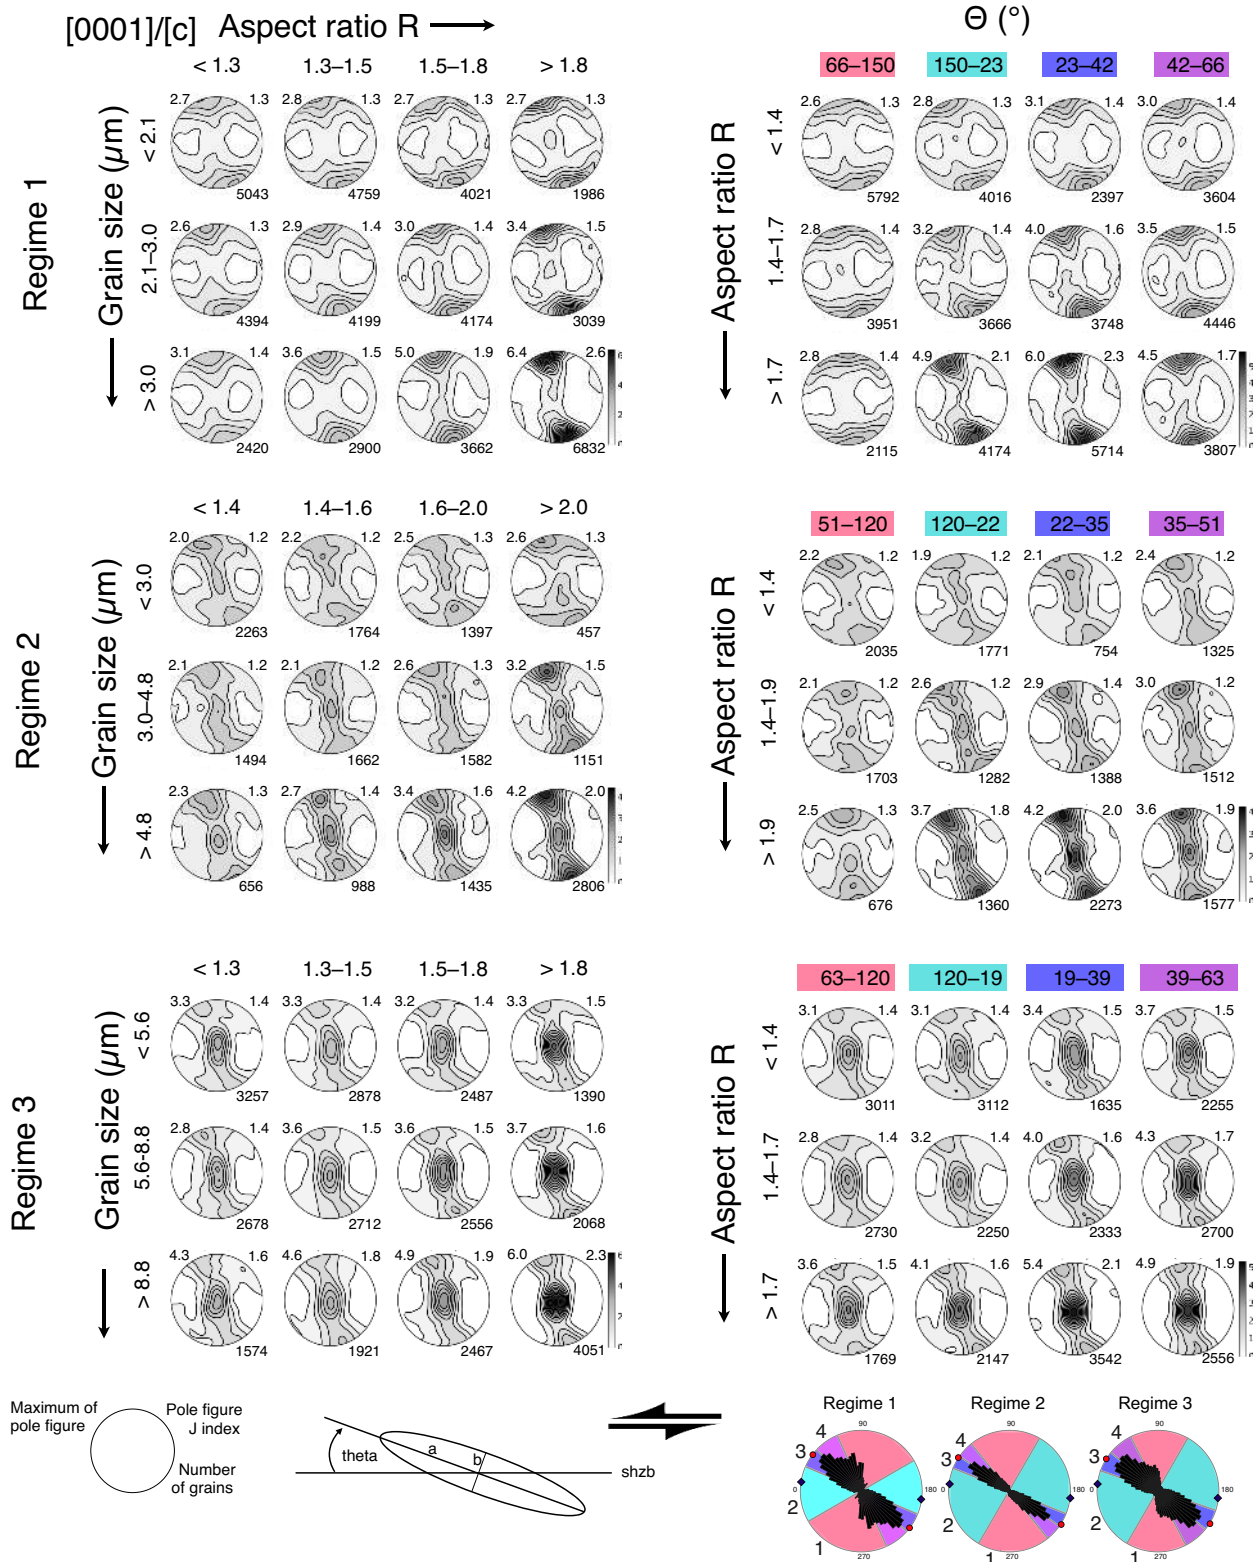 [0001]/[c] Aspect ratio R
Θ (°)
< 1.3 1.3–1.5 1.5–1.8 > 1.8
66–150 150–23 23–42 42–66
Regime 1
Grain size (μm)
Aspect ratio R
< 2.1
2.7 1.3 2.8 1.3 2.7 1.3 2.7 1.3
5043 4759 4021 1986
< 1.4
2.6 1.3 2.8 1.3 3.1 1.4 3.0 1.4
5792 4016 2397 3604
2.1–3.0
2.6 1.3 2.9 1.4 3.0 1.4 3.4 1.5
4394 4199 4174 3039
1.4–1.7
2.8 1.4 3.2 1.4 4.0 1.6 3.5 1.5
3951 3666 3748 4446
> 3.0
3.1 1.4 3.6 1.5 5.0 1.9 6.4 2.6
2420 2900 3662 6832
> 1.7
2.8 1.4 4.9 2.1 6.0 2.3 4.5 1.7
2115 4174 5714 3807
< 1.4 1.4–1.6 1.6–2.0 > 2.0
51–120 120–22 22–35 35–51
Regime 2
Grain size (μm)
Aspect ratio R
< 3.0
2.0 1.2 2.2 1.2 2.5 1.3 2.6 1.3
2263 1764 1397 457
< 1.4
2.2 1.2 1.9 1.2 2.1 1.2 2.4 1.2
2035 1771 754 1325
3.0–4.8
2.1 1.2 2.1 1.2 2.6 1.3 3.2 1.5
1494 1662 1582 1151
1.4–1.9
2.1 1.2 2.6 1.2 2.9 1.4 3.0 1.2
1703 1282 1388 1512
> 4.8
2.3 1.3 2.7 1.4 3.4 1.6 4.2 2.0
656 988 1435 2806
> 1.9
2.5 1.3 3.7 1.8 4.2 2.0 3.6 1.9
676 1360 2273 1577
< 1.3 1.3–1.5 1.5–1.8 > 1.8
63–120 120–19 19–39 39–63
Regime 3
Grain size (μm)
Aspect ratio R
< 5.6
3.3 1.4 3.3 1.4 3.2 1.4 3.3 1.5
3257 2878 2487 1390
< 1.4
3.1 1.4 3.1 1.4 3.4 1.5 3.7 1.5
3011 3112 1635 2255
5.6-8.8
2.8 1.4 3.6 1.5 3.6 1.5 3.7 1.6
2678 2712 2556 2068
1.4–1.7
2.8 1.4 3.2 1.4 4.0 1.6 4.3 1.7
2730 2250 2333 2700
> 8.8
4.3 1.6 4.6 1.8 4.9 1.9 6.0 2.3
1574 1921 2467 4051
> 1.7
3.6 1.5 4.1 1.6 5.4 2.1 4.9 1.9
1769 2147 3542 2556
Maximum of
pole figure
Pole figure
J index
Number
of grains
theta
a
b
shzb
Regime 1 Regime 2 Regime 3
90 90 90
4 4 4
3 3 3
0 180 0 180 0 180
2 2 2
1 1 1
270 270 270